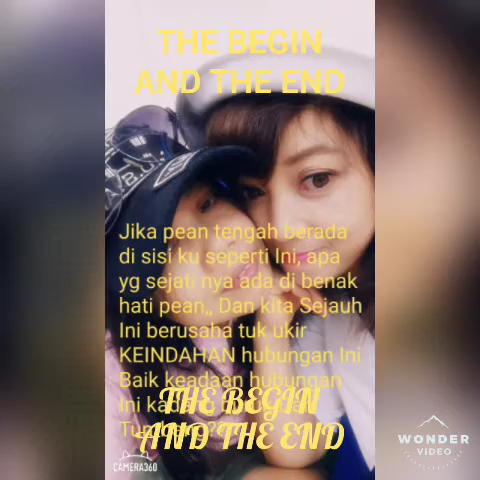 THE BEGIN
AND THE END
Jika pean tengah berada
di sisi ku seperti Ini, apa
yg sejati nya ada di benak
hati pean,, Dan kita Sejauh
Ini berusaha tuk ukir
KEINDAHAN hubungan Ini
Baik keadaan hubungan
Ini
THE BEGIN
AND THE END
WONDER
VIDEO
CAMERA360